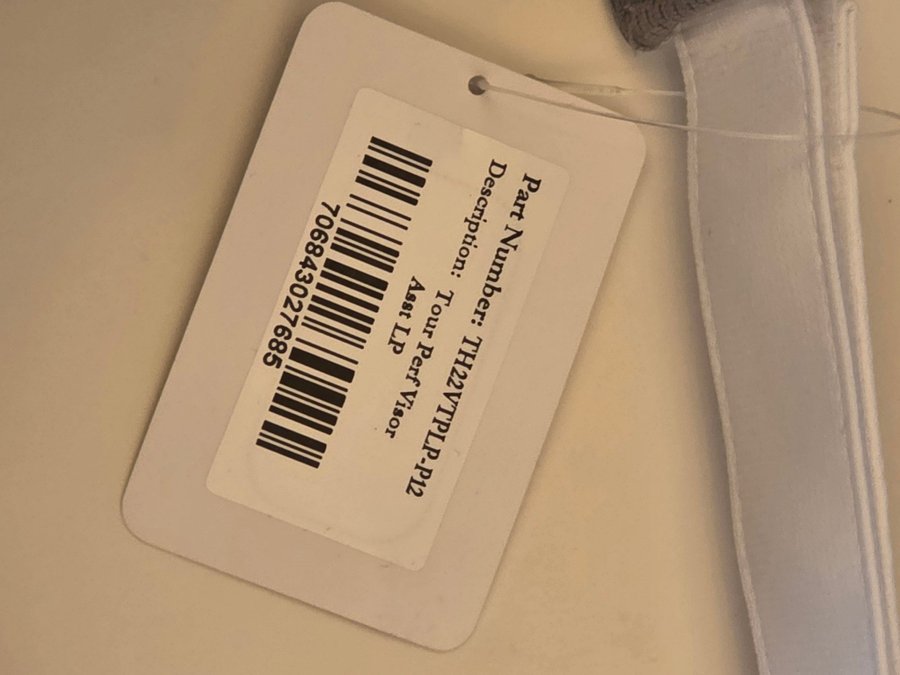 Part Number: TH22VTPLP-P12
Description: Tour Perf Visor
Asst LP
706843027685